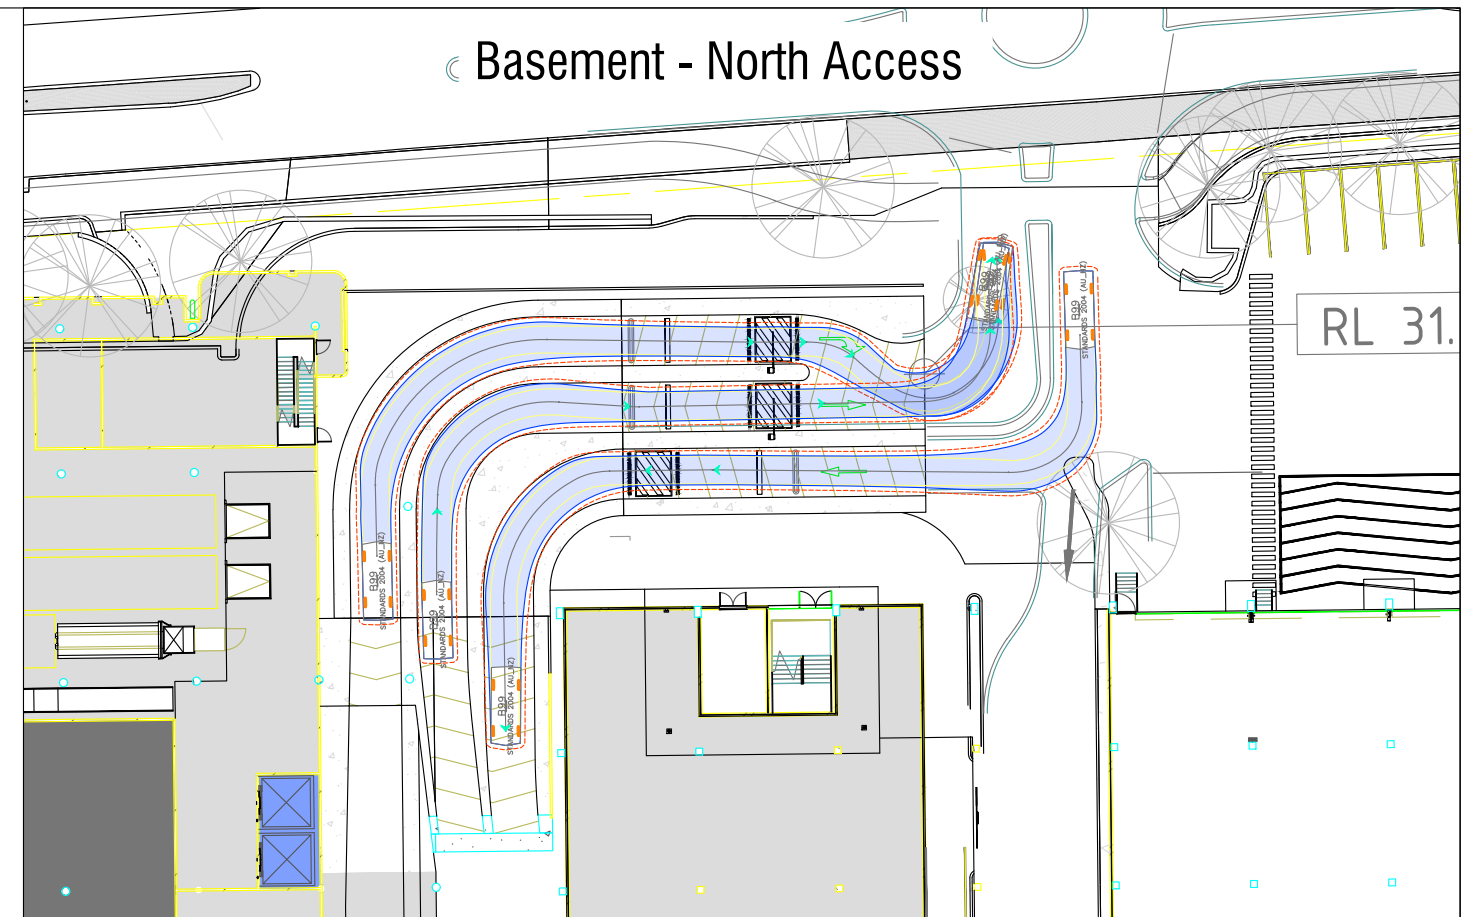 Basement - North Access
RL 31.
B99
STANDARDS 2004 (AU_NZ)
B99
STANDARDS 2004 (AU_NZ)
B99
STANDARDS 2004 (AU_NZ)
B99
STANDARDS 2004 (AU_NZ)